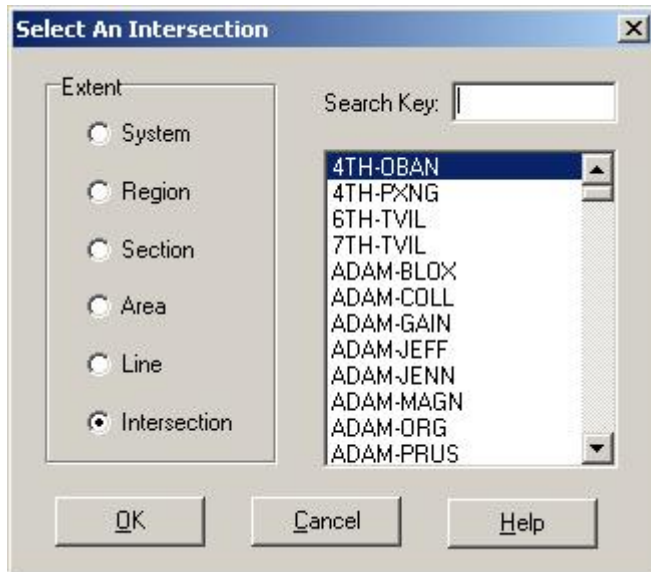 Select An Intersection
Extent
System
Region
Section
Area
Line
Intersection
Search Key:
4TH-OBAN
4TH-PXNG
6TH-TVIL
7TH-TVIL
ADAM-BLOX
ADAM-COLL
ADAM-GAIN
ADAM-JEFF
ADAM-JENN
ADAM-MAGN
ADAM-ORG
ADAM-PRUS
OK
Cancel
Help